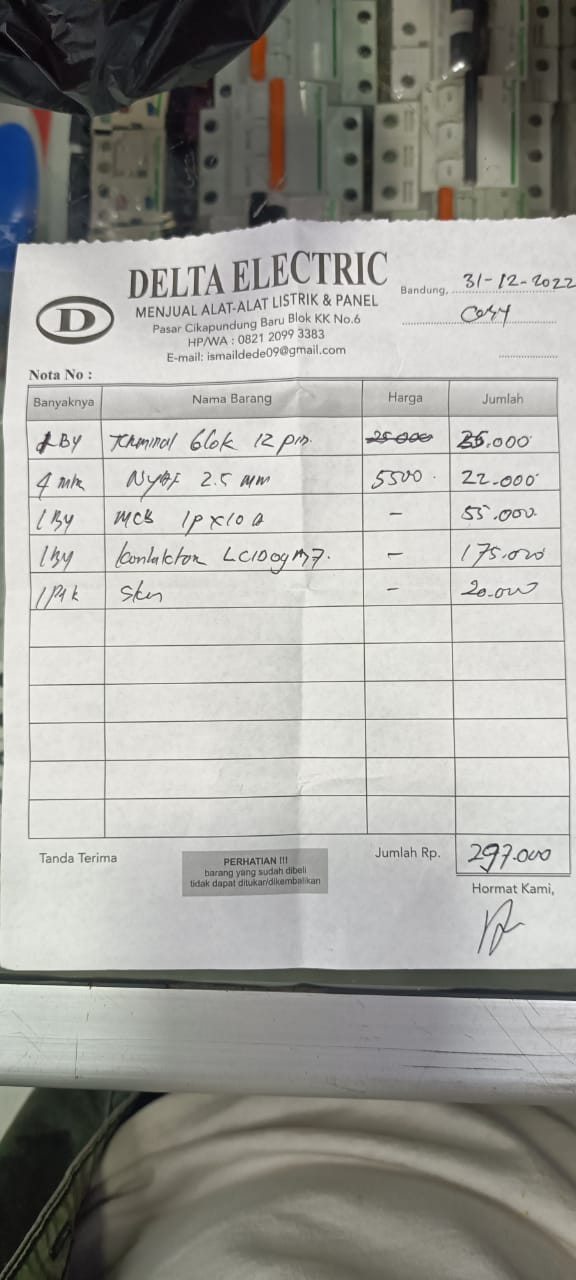 D
DELTA ELECTRIC
MENJUAL ALAT-ALAT LISTRIK & PANEL
Pasar Cikapundung Baru Blok KK No.6
HP/WA : 0821 2099 3383
E-mail: ismaildede09@gmail.com
Bandung, 31-12-2022
Nota No :
Banyaknya Nama Barang Harga Jumlah
1 By Terminal blok 12 pin. 25.000 25.000
4 mtr NYAF 2.5 mm 5500. 22.000
1 By MCB 1P x 10 A - 55.000
1 By Kontaktor LC1D09M7. - 175.000
1 Pak - 20.000
Tanda Terima
PERHATIAN !!!
barang yang sudah dibeli
tidak dapat ditukar/dikembalikan
Jumlah Rp. 297.000
Hormat Kami,